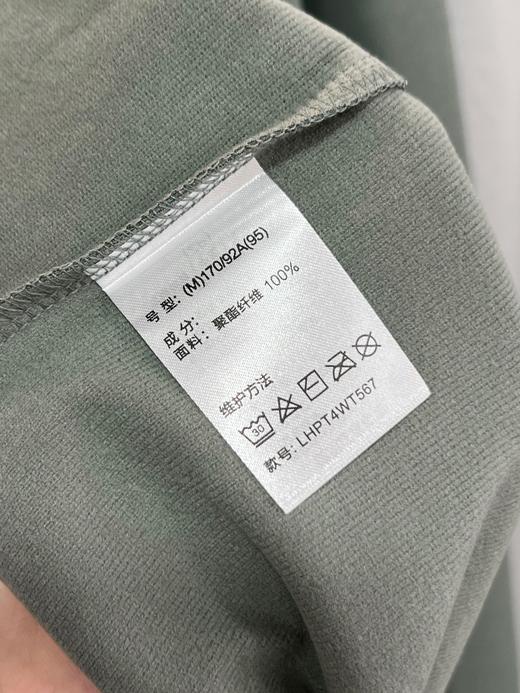 号 型：(M)170/92A(95)
成 分：
面料：聚酯纤维 100%
维护方法
30
款号：LHPT4WT567